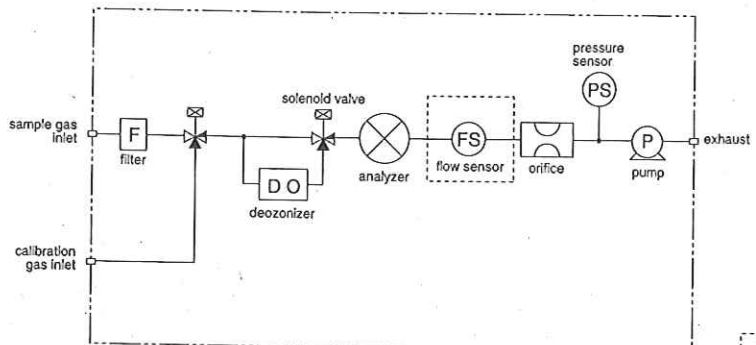 pressure
sensor
PS
solenoid valve
sample gas
inlet
F
filter
FS
P
exhaust
D O
deozonizer
analyzer
flow sensor
orifice
pump
calibration
gas inlet